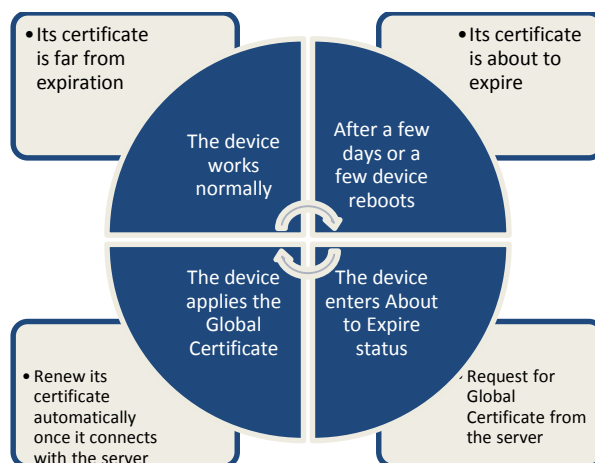 • Its certificate
is far from
expiration
• Its certificate
is about to
expire
The device
works
normally
After a few
days or a
few device
reboots
The device
applies the
Global
Certificate
The device
enters About
to Expire
status
• Renew its
certificate
automatically
once it connects
with the server
• Request for
Global
Certificate from
the server